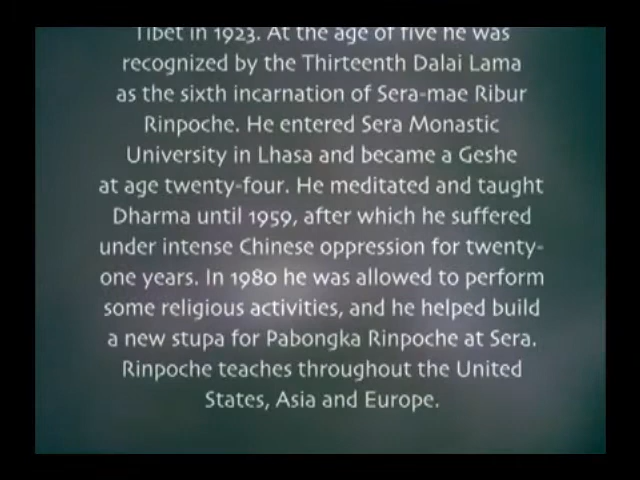 Tibet in 1923. At the age of five he was
recognized by the Thirteenth Dalai Lama
as the sixth incarnation of Sera-mae Ribur
Rinpoche. He entered Sera Monastic
University in Lhasa and became a Geshe
at age twenty-four. He meditated and taught
Dharma until 1959, after which he suffered
under intense Chinese oppression for twenty-
one years. In 1980 he was allowed to perform
some religious activities, and he helped build
a new stupa for Pabongka Rinpoche at Sera.
Rinpoche teaches throughout the United
States, Asia and Europe.